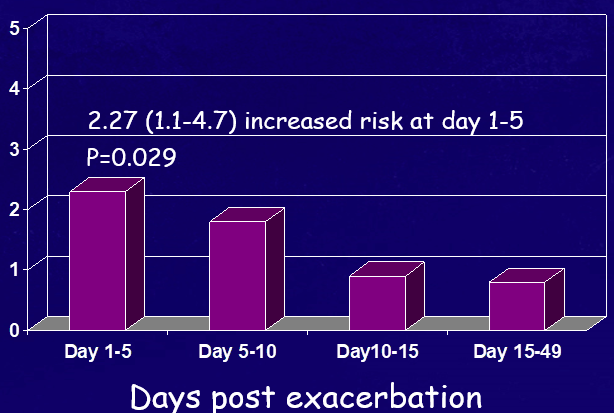 5
4
2.27 (1.1-4.7) increased risk at day 1-5
3
P=0.029
2
1
0
Day 1-5 Day 5-10 Day10-15 Day 15-49
Days post exacerbation